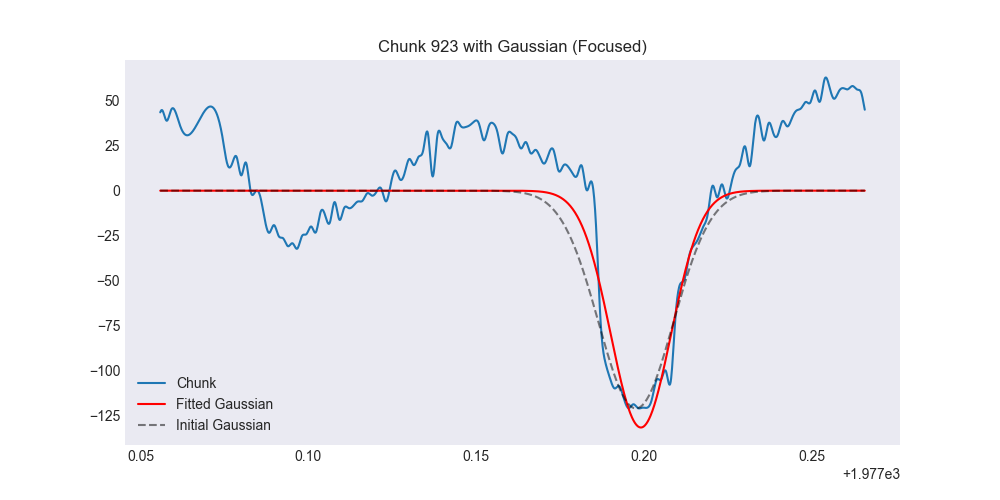 Chunk 923 with Gaussian (Focused)
50
25
0
−25
−50
−75
−100
−125
Chunk
Fitted Gaussian
Initial Gaussian
0.05 0.10 0.15 0.20 0.25
+1.977e3